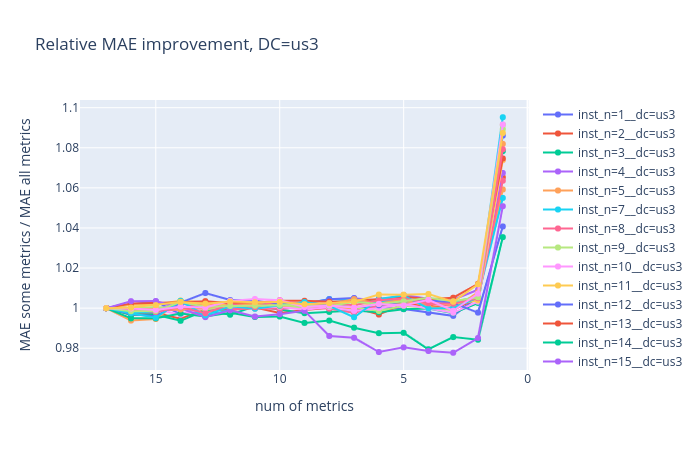 Relative MAE improvement, DC=us3
MAE some metrics / MAE all metrics
1.1
1.08
1.06
1.04
1.02
1
0.98
15
10
5
0
num of metrics
inst_n=1__dc=us3
inst_n=2__dc=us3
inst_n=3__dc=us3
inst_n=4__dc=us3
inst_n=5__dc=us3
inst_n=7__dc=us3
inst_n=8__dc=us3
inst_n=9__dc=us3
inst_n=10__dc=us3
inst_n=11__dc=us3
inst_n=12__dc=us3
inst_n=13__dc=us3
inst_n=14__dc=us3
inst_n=15__dc=us3